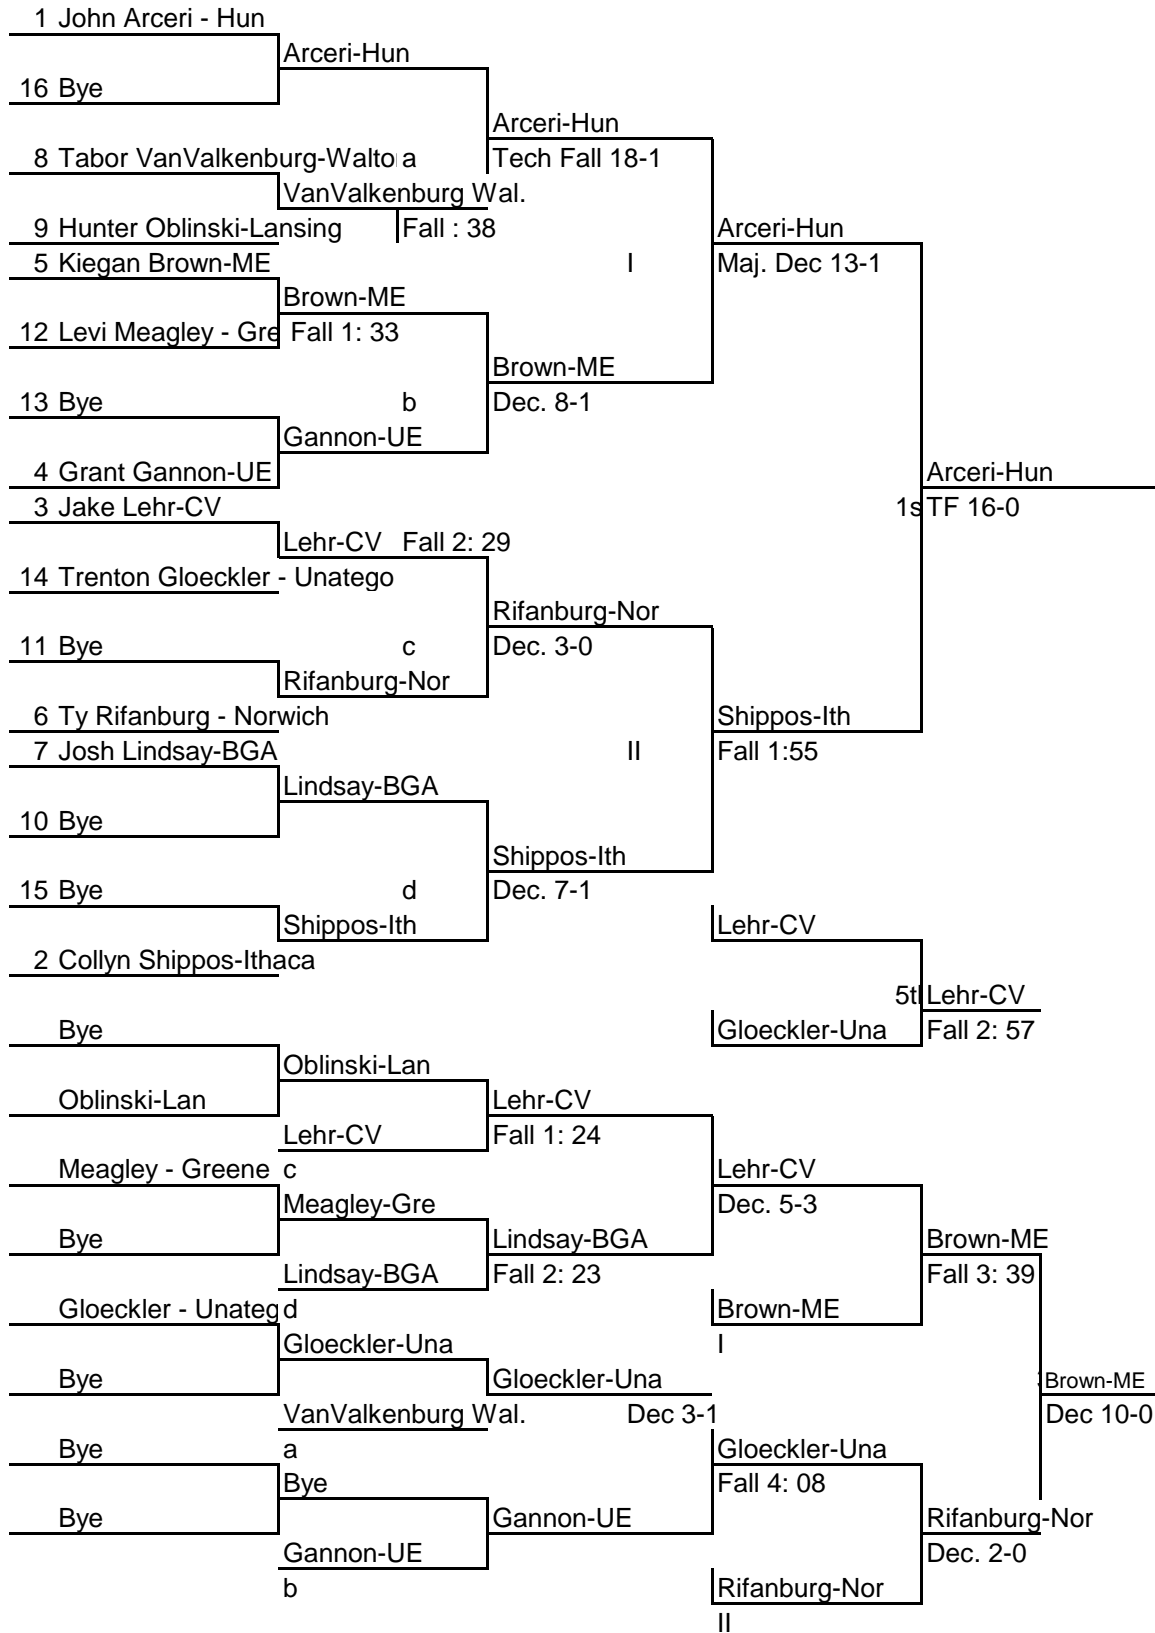 1 John Arceri - Hun
Arceri-Hun
16 Bye
Arceri-Hun
8 Tabor VanValkenburg-Walto a Tech Fall 18-1
VanValkenburg Wal.
9 Hunter Oblinski-Lansing Fall : 38 Arceri-Hun
5 Kiegan Brown-ME I Maj. Dec 13-1
Brown-ME
12 Levi Meagley - Gre Fall 1: 33
Brown-ME
13 Bye b Dec. 8-1
Gannon-UE
4 Grant Gannon-UE Arceri-Hun
3 Jake Lehr-CV 1s TF 16-0
Lehr-CV Fall 2: 29
14 Trenton Gloeckler - Unatego
Rifanburg-Nor
11 Bye c Dec. 3-0
Rifanburg-Nor
6 Ty Rifanburg - Norwich Shippos-Ith
7 Josh Lindsay-BGA II Fall 1:55
Lindsay-BGA
10 Bye
Shippos-Ith
15 Bye d Dec. 7-1
Shippos-Ith Lehr-CV
2 Collyn Shippos-Ithaca
5t Lehr-CV
Bye Gloeckler-Una Fall 2: 57
Oblinski-Lan
Oblinski-Lan Lehr-CV
Lehr-CV Fall 1: 24
Meagley - Greene c Lehr-CV
Meagley-Gre Dec. 5-3
Bye Lindsay-BGA Brown-ME
Lindsay-BGA Fall 2: 23 Fall 3: 39
Gloeckler - Unateg d Brown-ME
Gloeckler-Una I
Bye Gloeckler-Una Brown-ME
VanValkenburg Wal. Dec 3-1 Dec 10-0
Bye a Gloeckler-Una
Bye Fall 4: 08
Bye Gannon-UE Rifanburg-Nor
Gannon-UE Dec. 2-0
b Rifanburg-Nor
II